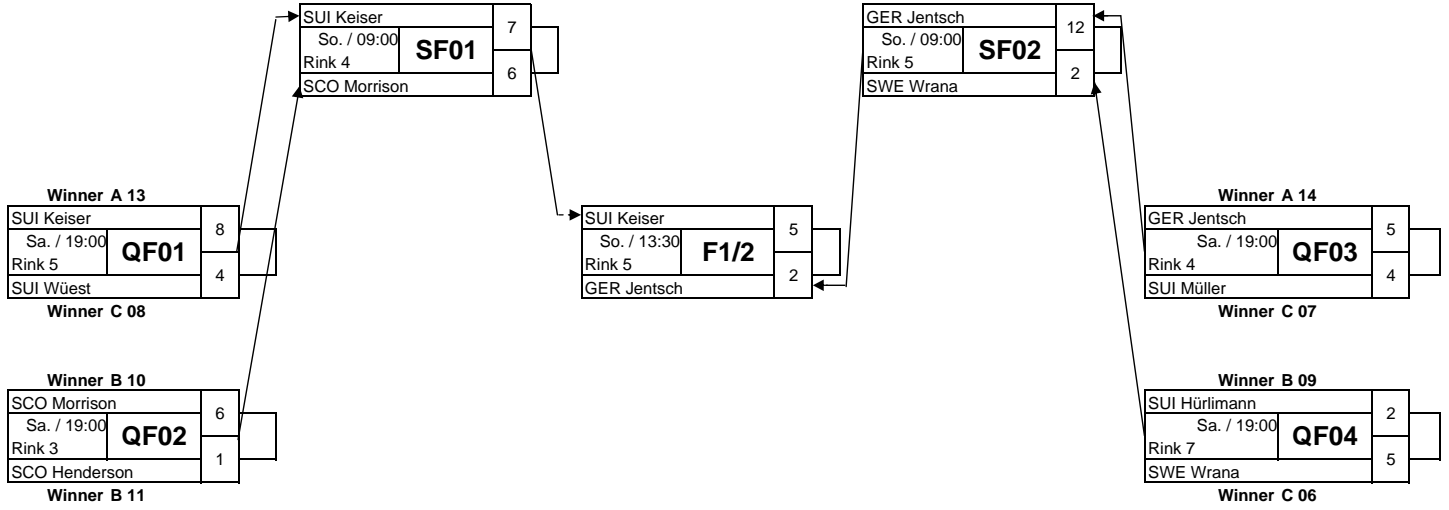 SUI Keiser
7
So. / 09:00
SF01
Rink 4
6
SCO Morrison
GER Jentsch
12
So. / 09:00
SF02
Rink 5
2
SWE Wrana
Winner A 13
SUI Keiser
8
Sa. / 19:00
QF01
Rink 5
4
SUI Wüest
Winner C 08
SUI Keiser
5
So. / 13:30
F1/2
Rink 5
2
GER Jentsch
Winner A 14
GER Jentsch
5
Sa. / 19:00
QF03
Rink 4
4
SUI Müller
Winner C 07
Winner B 10
SCO Morrison
6
Sa. / 19:00
QF02
Rink 3
1
SCO Henderson
Winner B 11
Winner B 09
SUI Hürlimann
2
Sa. / 19:00
QF04
Rink 7
5
SWE Wrana
Winner C 06